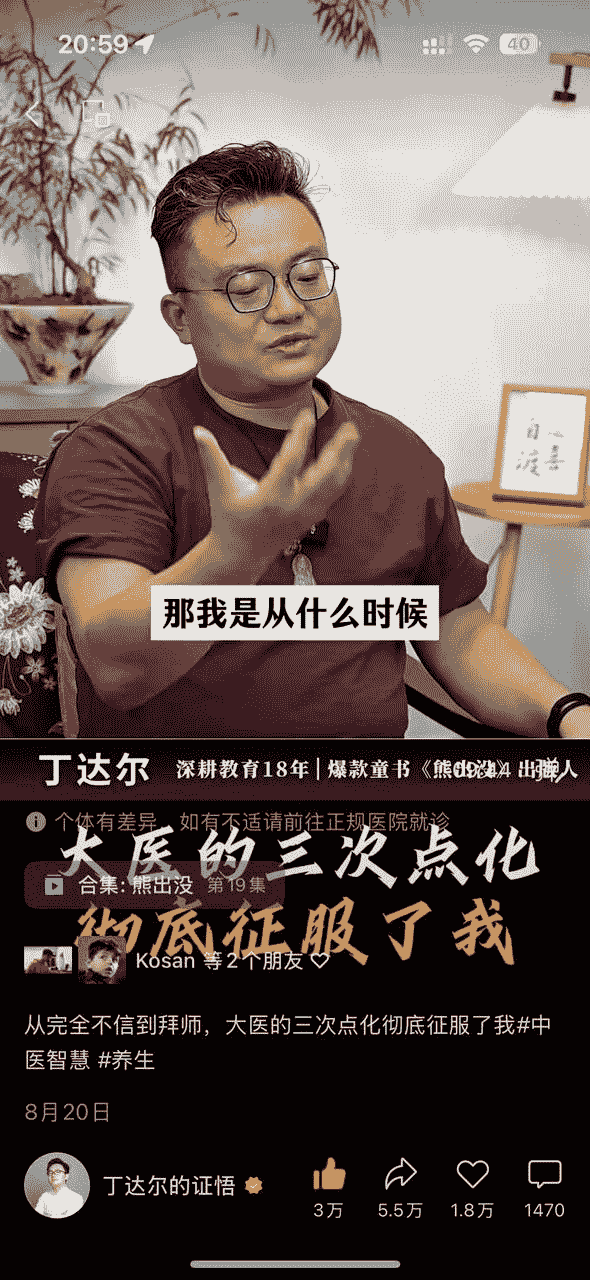 20:59
40
自一
渡善
那我是从什么时候
丁达尔 深耕教育18年 | 爆款童书《熊出没》出品人
个体有差异，如有不适请前往正规医院就诊
大医的三次点化
合集: 熊出没 第19集
彻底征服了我
Kosan 等2个朋友
从完全不信到拜师，大医的三次点化彻底征服了我#中
医智慧 #养生
8月20日
丁达尔的证悟
3万 5.5万 1.8万 1470